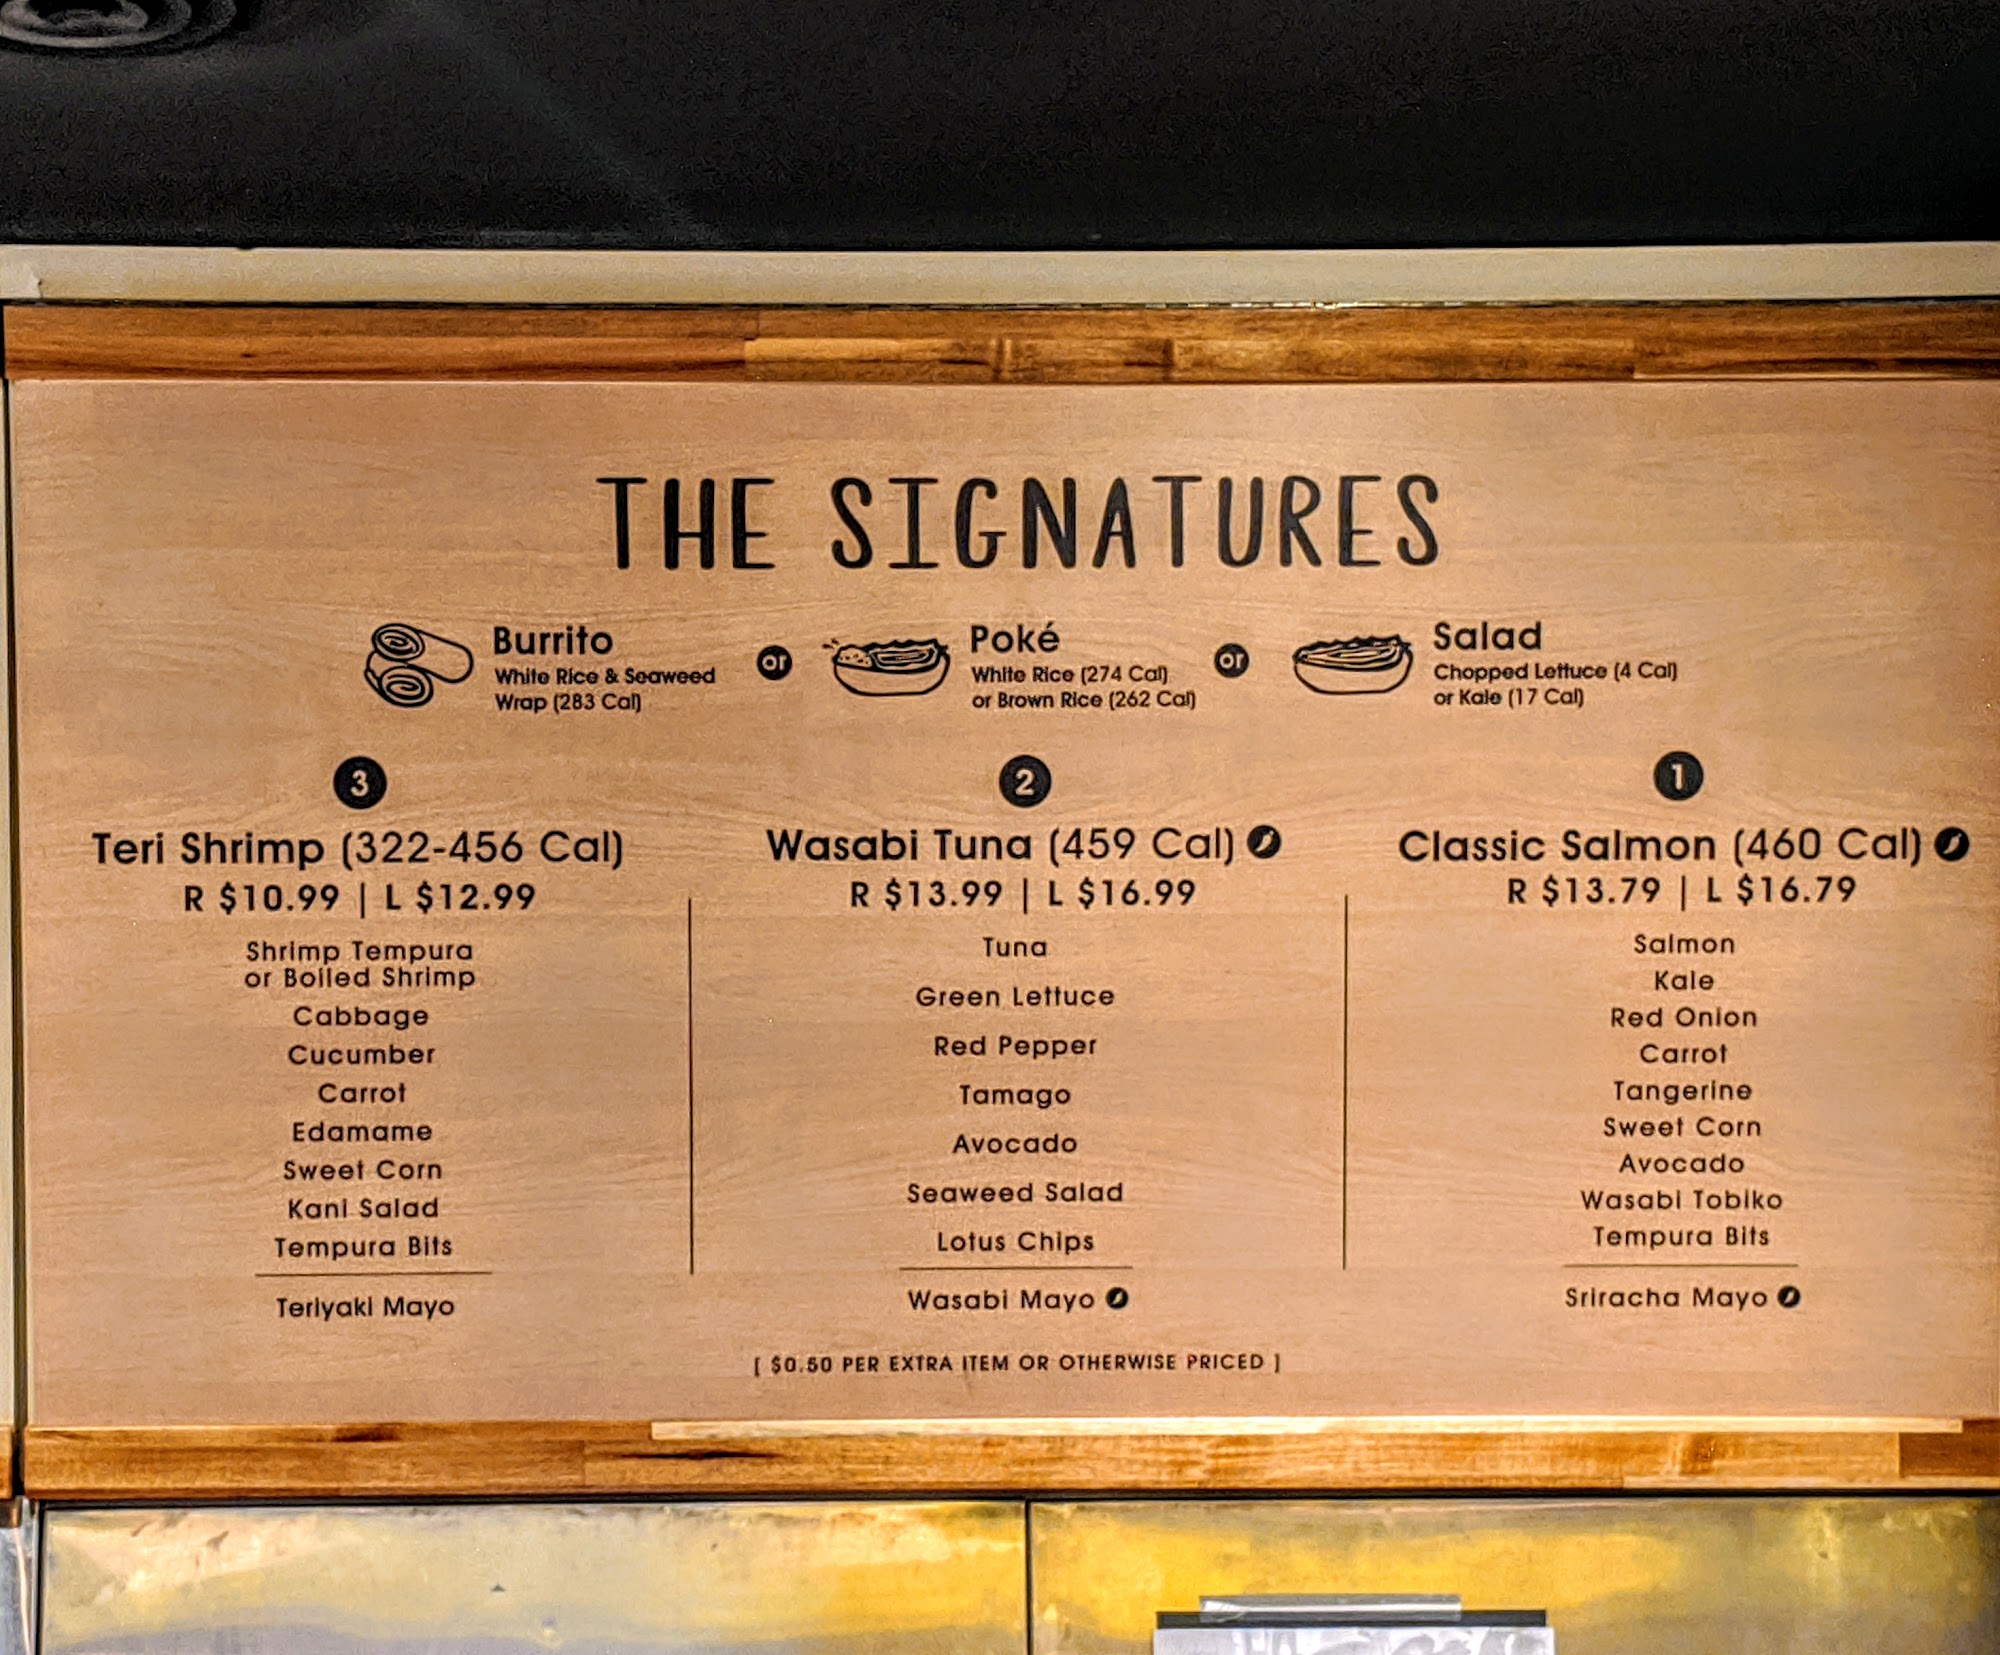 THE SIGNATURES
Burrito
White Rice & Seaweed
Wrap (283 Cal)
or
Poké
White Rice (274 Cal)
or Brown Rice (262 Cal)
or
Salad
Chopped Lettuce (4 Cal)
or Kale (17 Cal)
3
Teri Shrimp (322-456 Cal)
R $10.99 | L $12.99
Shrimp Tempura
or Boiled Shrimp
Cabbage
Cucumber
Carrot
Edamame
Sweet Corn
Kani Salad
Tempura Bits
Teriyaki Mayo
2
Wasabi Tuna (459 Cal)
R $13.99 | L $16.99
Tuna
Green Lettuce
Red Pepper
Tamago
Avocado
Seaweed Salad
Lotus Chips
Wasabi Mayo
1
Classic Salmon (460 Cal)
R $13.79 | L $16.79
Salmon
Kale
Red Onion
Carrot
Tangerine
Sweet Corn
Avocado
Wasabi Tobiko
Tempura Bits
Sriracha Mayo
[ $0.50 PER EXTRA ITEM OR OTHERWISE PRICED ]